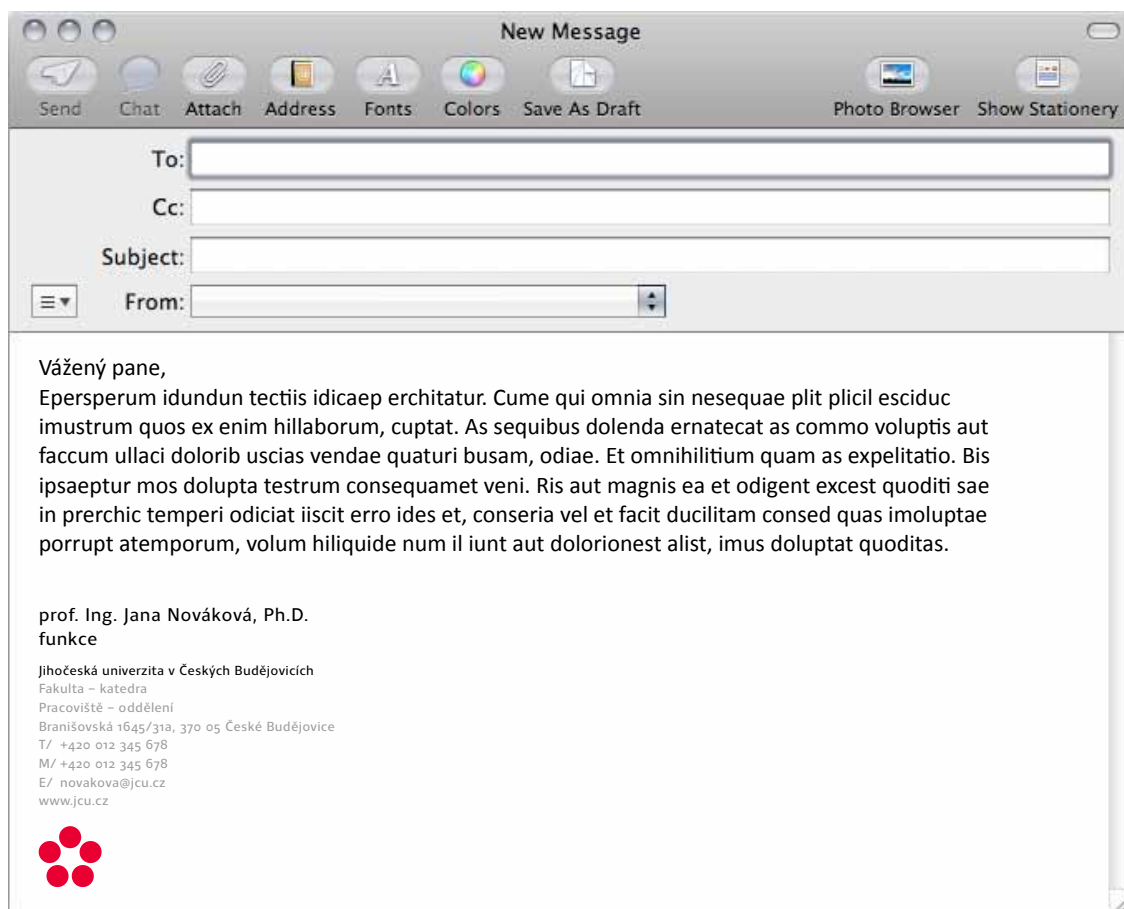 New Message
Send Chat Attach Address Fonts Colors Save As Draft Photo Browser Show Stationery
To:
Cc:
Subject:
From:
Vážený pane,
Epersperum idundun tectiis idicaep erchitatur. Cume qui omnia sin nesequae plit plicil esciduc
imustrum quos ex enim hillaborum, cuptat. As sequibus dolenda ernatecat as commo voluptis aut
faccum ullaci dolorib uscias vendae quaturi busam, odiae. Et omnihilitium quam as expelitatio. Bis
ipsaeptur mos dolupta testrum consequamet veni. Ris aut magnis ea et odigent excest quoditi sae
in prerchic temperi odiciat iiscit erro ides et, conseria vel et facit ducilitam consed quas imoluptae
porrupt atemporum, volum hiliquide num il iunt aut dolorionest alist, imus doluptat quoditas.
prof. Ing. Jana Nováková, Ph.D.
funkce
Jihočeská univerzita v Českých Budějovicích
Fakulta – katedra
Pracoviště – oddělení
Branišovská 1645/31a, 370 05 České Budějovice
T/ +420 012 345 678
M/ +420 012 345 678
E/ novakova@jcu.cz
www.jcu.cz